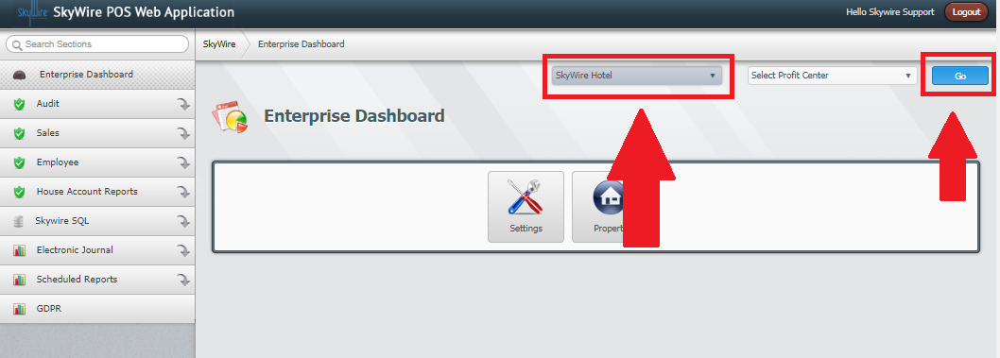 SkyWire SkyWire POS Web Application
Hello Skywire Support
Logout
Search Sections
SkyWire
Enterprise Dashboard
Enterprise Dashboard
Audit
Sales
Employee
House Account Reports
Skywire SQL
Electronic Journal
Scheduled Reports
GDPR
SkyWire Hotel
Select Profit Center
Go
Enterprise Dashboard
Settings